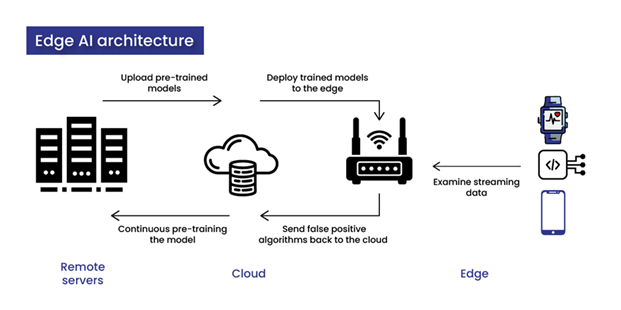 Edge AI architecture
Upload pre-trained
models
Deploy trained models
to the edge
</>
Examine streaming
data
Continuous pre-training
the model
Send false positive
algorithms back to the cloud
Remote
servers
Cloud
Edge